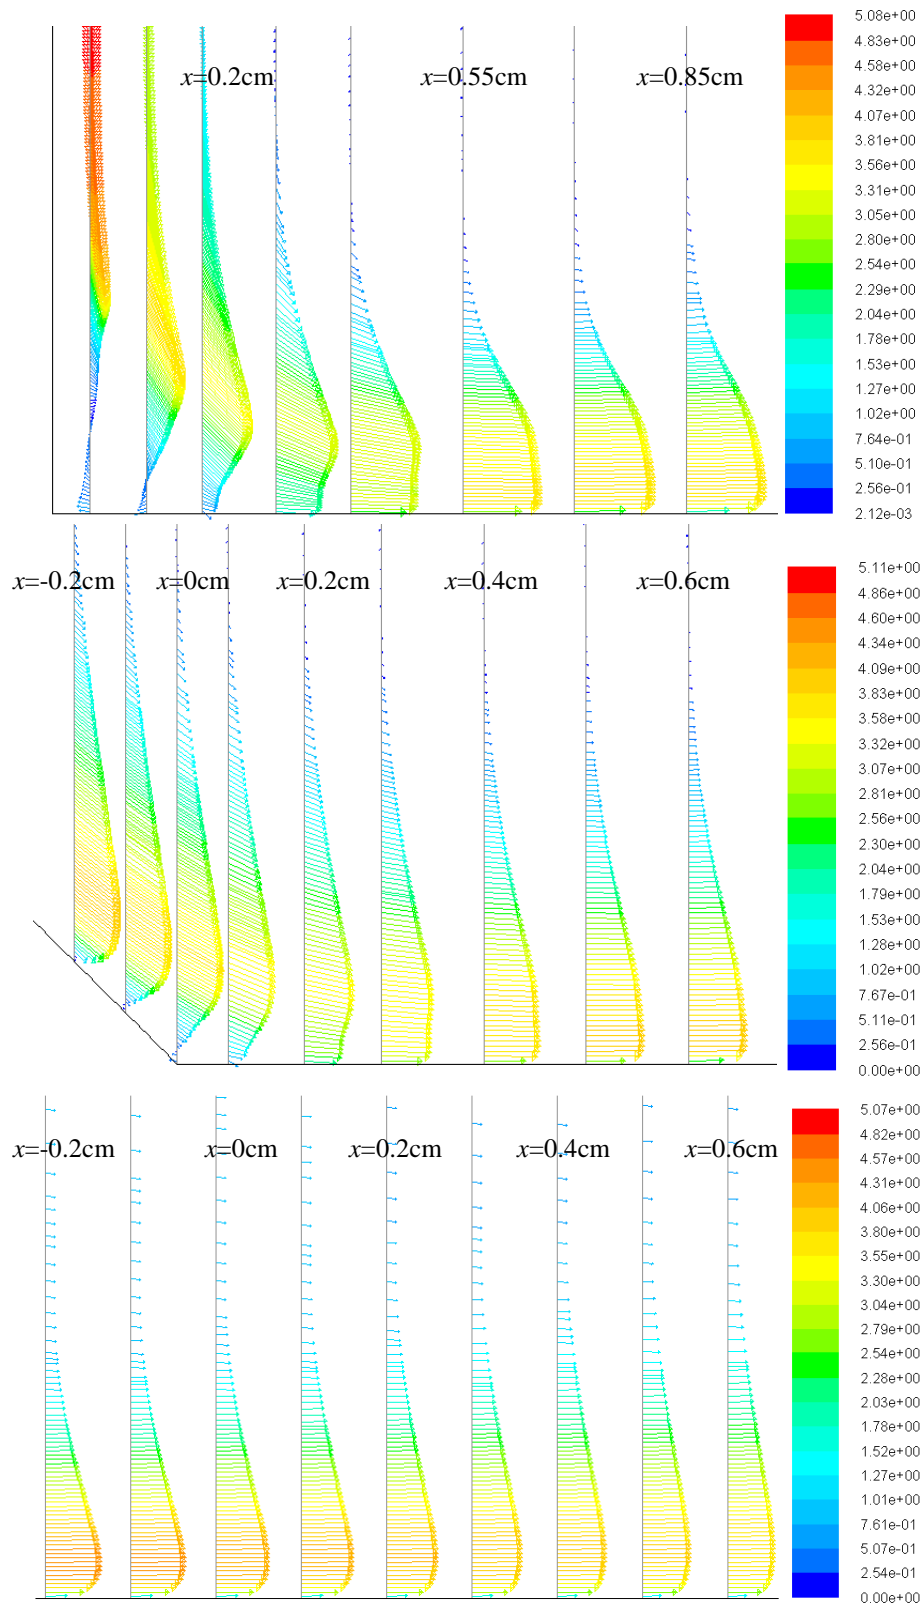 x=0.2cm x=0.55cm x=0.85cm
5.08e+00
4.83e+00
4.58e+00
4.32e+00
4.07e+00
3.81e+00
3.56e+00
3.31e+00
3.05e+00
2.80e+00
2.54e+00
2.29e+00
2.04e+00
1.78e+00
1.53e+00
1.27e+00
1.02e+00
7.64e-01
5.10e-01
2.56e-01
2.12e-03
x=-0.2cm x=0cm x=0.2cm x=0.4cm x=0.6cm
5.11e+00
4.86e+00
4.60e+00
4.34e+00
4.09e+00
3.83e+00
3.58e+00
3.32e+00
3.07e+00
2.81e+00
2.56e+00
2.30e+00
2.04e+00
1.79e+00
1.53e+00
1.28e+00
1.02e+00
7.67e-01
5.11e-01
2.56e-01
0.00e+00
x=-0.2cm x=0cm x=0.2cm x=0.4cm x=0.6cm
5.07e+00
4.82e+00
4.57e+00
4.31e+00
4.06e+00
3.80e+00
3.55e+00
3.30e+00
3.04e+00
2.79e+00
2.54e+00
2.28e+00
2.03e+00
1.78e+00
1.52e+00
1.27e+00
1.01e+00
7.61e-01
5.07e-01
2.54e-01
0.00e+00